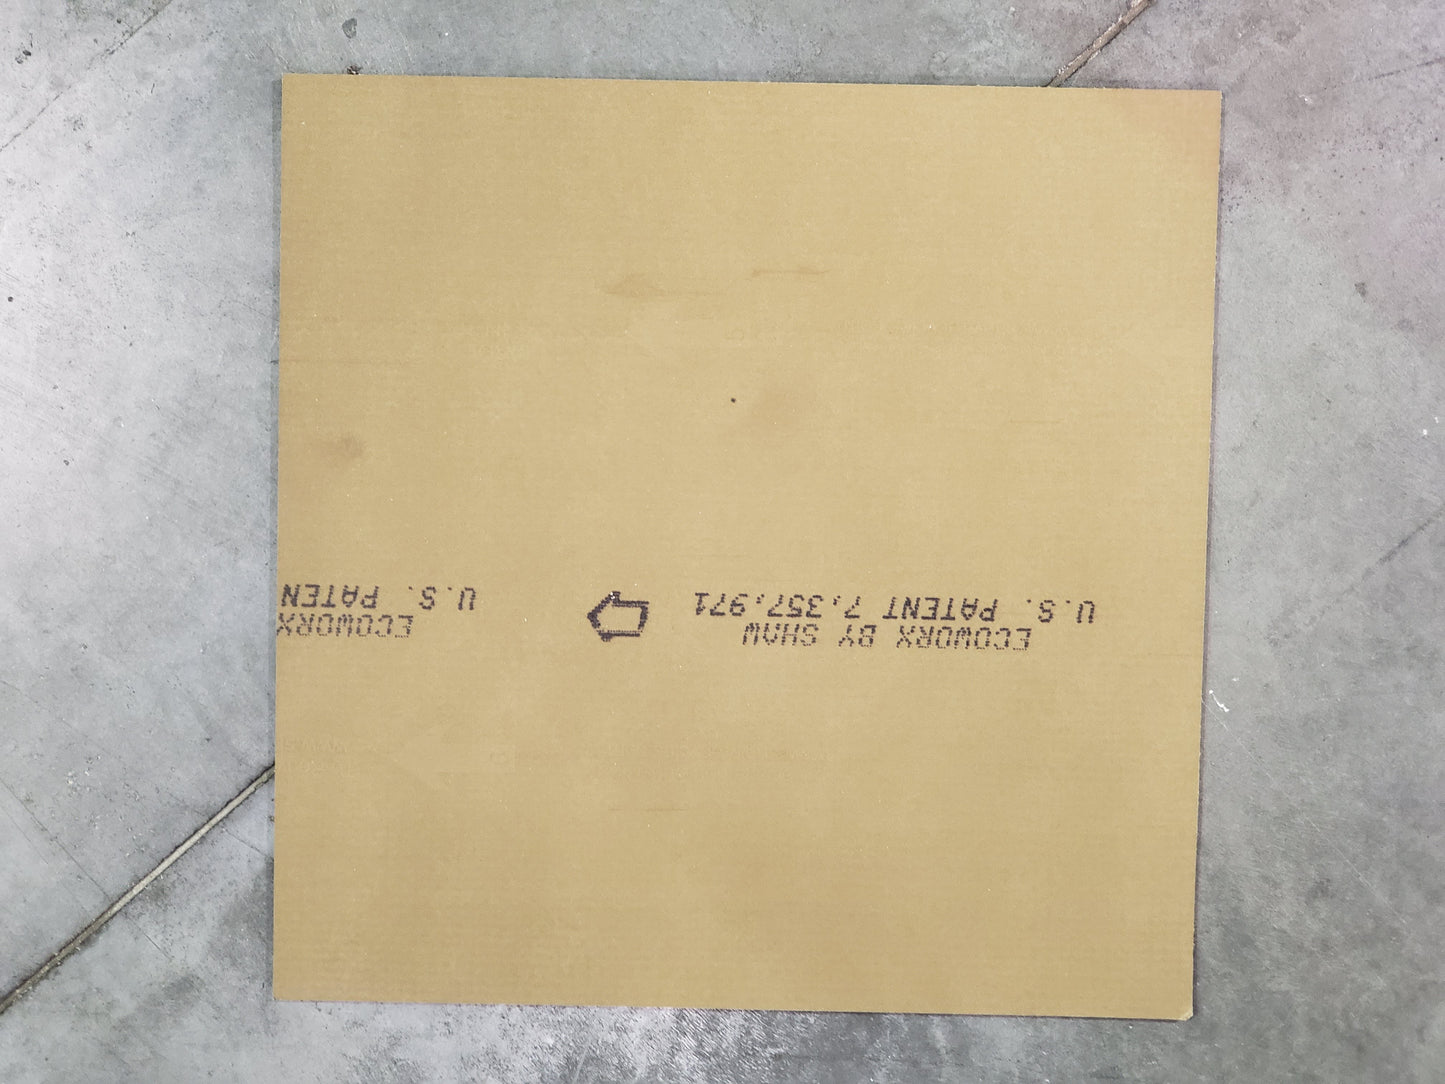 ECOWORX BY SHAW
U.S. PATENT 7,357,971
ECOWORX
U.S. PATEN